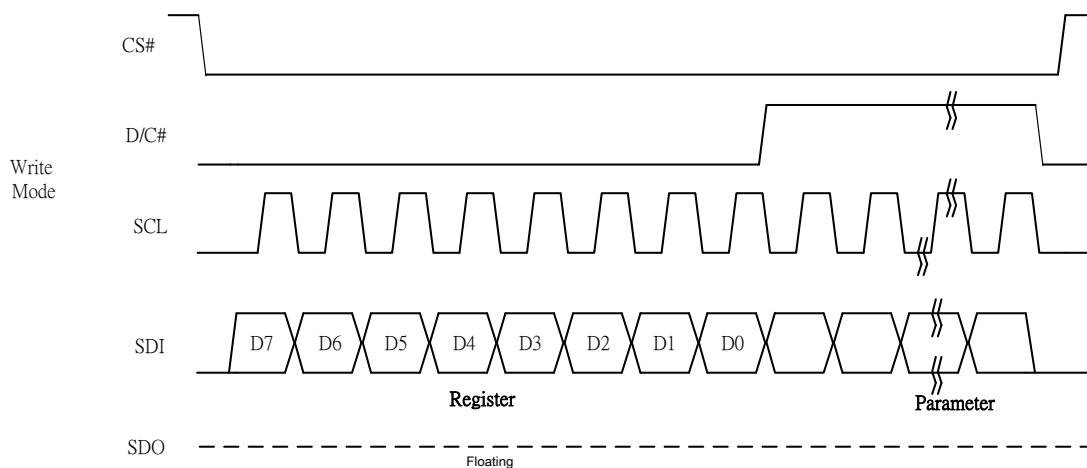 CS#
D/C#
Write
Mode
SCL
SDI
D7 D6 D5 D4 D3 D2 D1 D0
Register
Parameter
SDO
Floating